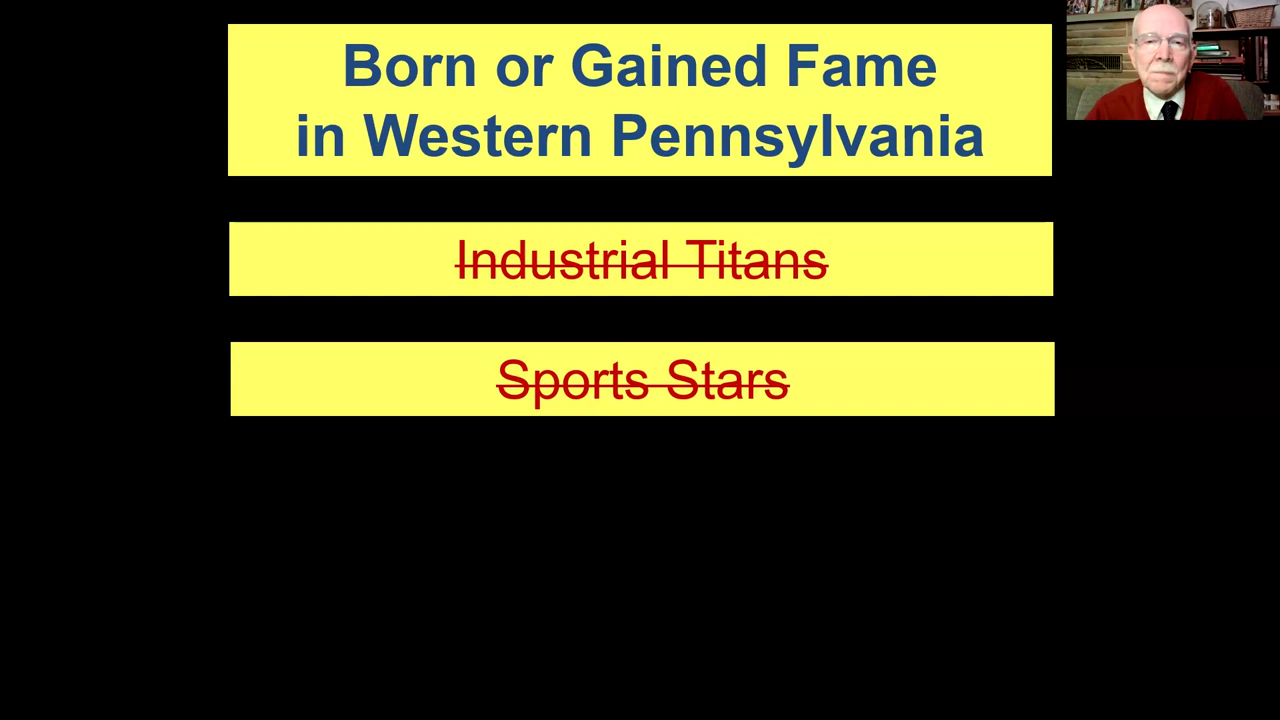 Born or Gained Fame
in Western Pennsylvania
Industrial Titans
Sports Stars